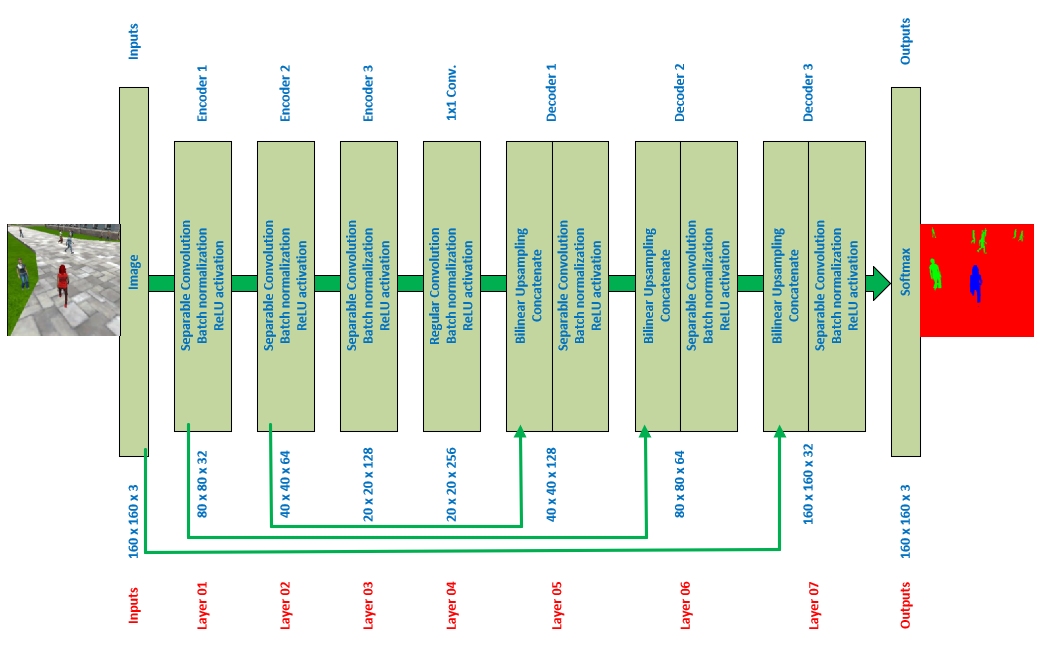 Inputs
Encoder 1
Encoder 2
Encoder 3
1x1 Conv.
Decoder 1
Decoder 2
Decoder 3
Outputs
Image
Separable Convolution
Batch normalization
ReLU activation
Separable Convolution
Batch normalization
ReLU activation
Separable Convolution
Batch normalization
ReLU activation
Regular Convolution
Batch normalization
ReLU activation
Bilinear Upsampling
Concatenate
Separable Convolution
Batch normalization
ReLU activation
Bilinear Upsampling
Concatenate
Separable Convolution
Batch normalization
ReLU activation
Bilinear Upsampling
Concatenate
Separable Convolution
Batch normalization
ReLU activation
Softmax
160 x 160 x 3
80 x 80 x 32
40 x 40 x 64
20 x 20 x 128
20 x 20 x 256
40 x 40 x 128
80 x 80 x 64
160 x 160 x 32
160 x 160 x 3
Inputs
Layer 01
Layer 02
Layer 03
Layer 04
Layer 05
Layer 06
Layer 07
Outputs